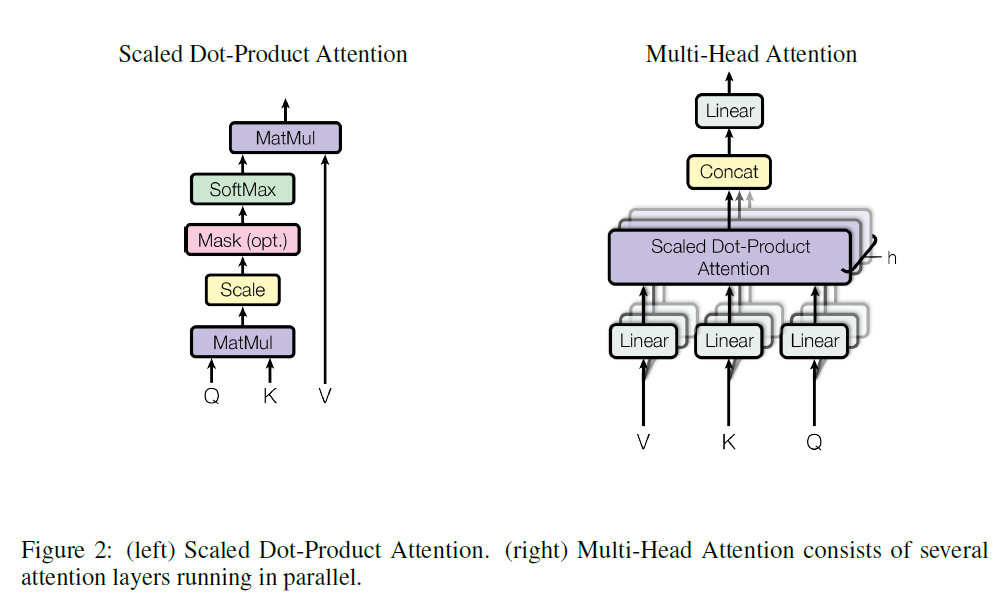 Scaled Dot-Product Attention
MatMul
SoftMax
Mask (opt.)
Scale
MatMul
Q K V
Multi-Head Attention
Linear
Concat
Scaled Dot-Product
Attention
h
Linear Linear Linear
V K Q
Figure 2: (left) Scaled Dot-Product Attention. (right) Multi-Head Attention consists of several
attention layers running in parallel.